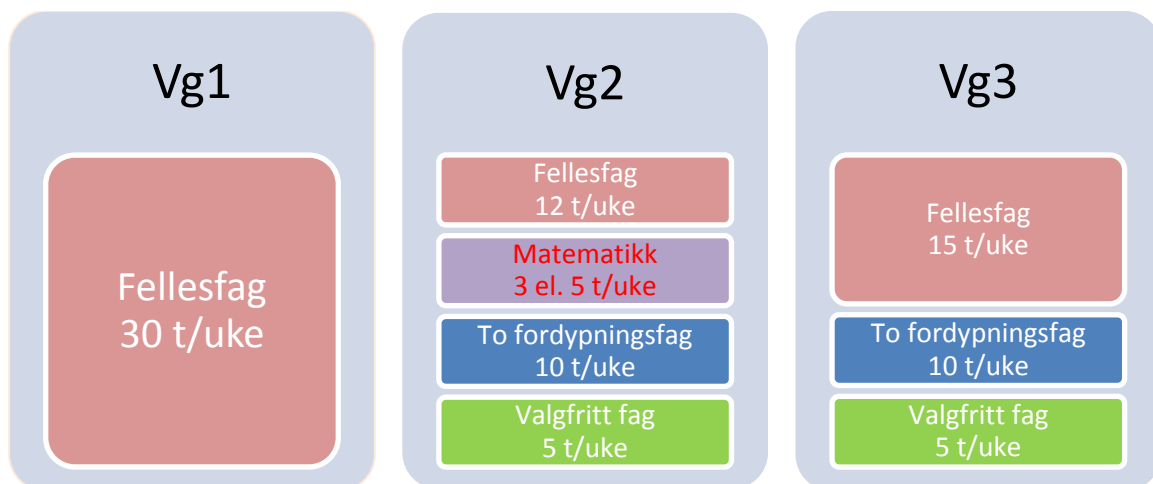 Vg1
Fellesfag
30 t/uke
Vg2
Fellesfag
12 t/uke
Matematikk
3 el. 5 t/uke
To fordypningsfag
10 t/uke
Valgfritt fag
5 t/uke
Vg3
Fellesfag
15 t/uke
To fordypningsfag
10 t/uke
Valgfritt fag
5 t/uke